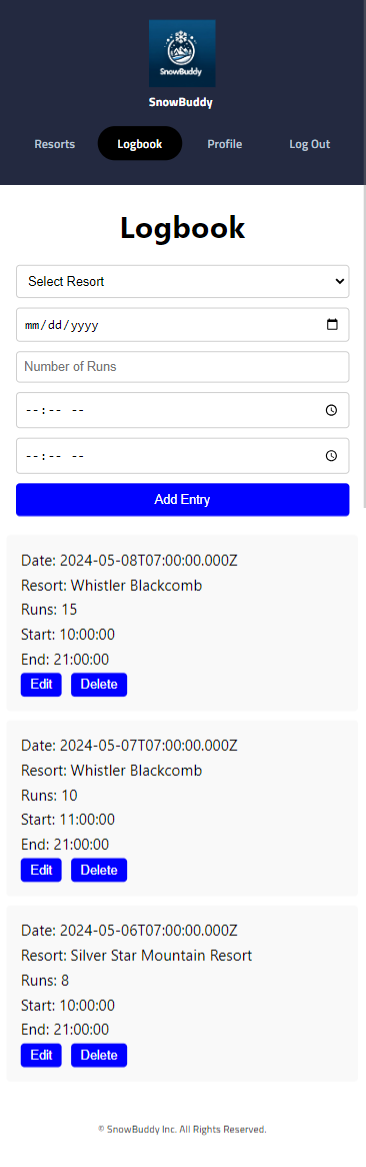 SnowBuddy
SnowBuddy
Resorts Logbook Profile Log Out
Logbook
Select Resort
mm/dd/yyyy
Number of Runs
--:-- --
--:-- --
Add Entry
Date: 2024-05-08T07:00:00.000Z
Resort: Whistler Blackcomb
Runs: 15
Start: 10:00:00
End: 21:00:00
Edit Delete
Date: 2024-05-07T07:00:00.000Z
Resort: Whistler Blackcomb
Runs: 10
Start: 11:00:00
End: 21:00:00
Edit Delete
Date: 2024-05-06T07:00:00.000Z
Resort: Silver Star Mountain Resort
Runs: 8
Start: 10:00:00
End: 21:00:00
Edit Delete
© SnowBuddy Inc. All Rights Reserved.